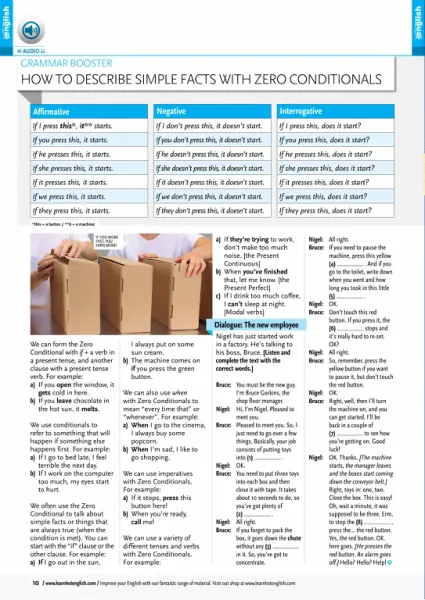 english
english
AUDIO
GRAMMAR BOOSTER
HOW TO DESCRIBE SIMPLE FACTS WITH ZERO CONDITIONALS
Affirmative
If I press this*, it** starts.
If you press this, it starts.
If he presses this, it starts.
If she presses this, it starts.
If it presses this, it starts.
If we press this, it starts.
If they press this, it starts.
Negative
If I don't press this, it doesn't start.
If you don't press this, it doesn't start.
If he doesn't press this, it doesn't start.
If she doesn't press this, it doesn't start.
If it doesn't press this, it doesn't start.
If we don't press this, it doesn't start.
If they don't press this, it doesn't start.
Interrogative
If I press this, does it start?
If you press this, does it start?
If he presses this, does it start?
If she presses this, does it start?
If it presses this, does it start?
If we press this, does it start?
If they press this, does it start?
*this = a button / **it = a machine
IF YOU WORK
FAST, YOU
EARN MORE!
We can form the Zero
Conditional with if + a verb in
a present tense, and another
clause with a present tense
verb. For example:
a) If you open the window, it
gets cold in here.
b) If you leave chocolate in
the hot sun, it melts.
We use conditionals to
refer to something that will
happen if something else
happens first. For example:
a) If I go to bed late, I feel
terrible the next day.
b) If I work on the computer
too much, my eyes start
to hurt.
We often use the Zero
Conditional to talk about
simple facts or things that
are always true (when the
condition is met). You can
start with the "if" clause or the
other clause. For example:
a) If I go out in the sun,
I always put on some
sun cream.
b) The machine comes on
if you press the green
button.
We can also use when
with Zero Conditionals to
mean "every time that" or
"whenever". For example:
a) When I go to the cinema,
I always buy some
popcorn.
b) When I'm sad, I like to
go shopping.
We can use imperatives
with Zero Conditionals.
For example:
a) If it stops, press this
button here!
b) When you're ready,
call me!
We can use a variety of
different tenses and verbs
with Zero Conditionals.
For example:
a) If they're trying to work,
don't make too much
noise. [the Present
Continuous]
b) When you've finished
that, let me know. [the
Present Perfect]
c) If I drink too much coffee,
I can't sleep at night.
[Modal verbs]
Dialogue: The new employee
Nigel has just started work
in a factory. He's talking to
his boss, Bruce. [Listen and
complete the text with the
correct words.]
Bruce: You must be the new guy.
I'm Bruce Gorkins, the
shop floor manager.
Nigel: Hi, I'm Nigel. Pleased to
meet you.
Bruce: Pleased to meet you. So, I
just need to go over a few
things. Basically, your job
consists of putting toys
into (1) ________.
Nigel: OK.
Bruce: You need to put three toys
into each box and then
close it with tape. It takes
about to seconds to do, so
you've got plenty of
(2) ________.
Nigel: All right.
Bruce: If you forget to pack the
box, it goes down the chute
without any (3) ________
in it. So, you've got to
concentrate.
Nigel: All right.
Bruce: If you need to pause the
machine, press this yellow
(4) ________. And if you
go to the toilet, write down
when you went and how
long you took in this little
(5) ________.
Nigel: OK.
Bruce: Don't touch this red
button. If you press it, the
(6) ________ stops and
it's really hard to re-set.
OK?
Nigel: All right.
Bruce: So, remember, press the
yellow button if you want
to pause it, but don't touch
the red button.
Nigel: OK.
Bruce: Right, well, then I'll turn
the machine on, and you
can get started. I'll be
back in a couple of
(7) ________ to see how
you're getting on. Good
luck!
Nigel: OK. Thanks. [The machine
starts, the manager leaves
and the boxes start coming
down the conveyor belt.]
Right, toys in: one, two.
Close the box. This is easy!
Oh, wait a minute, it was
supposed to be three. Erm,
to stop the (8) ________,
press the... the red button.
Yes, the red button. OK,
here goes. [He presses the
red button. An alarm goes
off.] Hello? Hello? Help!
10 / www.learnhotenglish.com / Improve your English with our fantastic range of material. Visit out shop at www.learnhotenglish.com